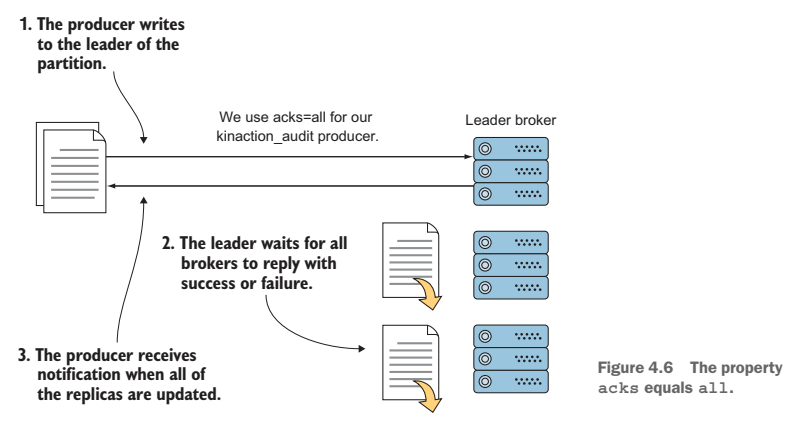 1. The producer writes
to the leader of the
partition.
We use acks=all for our
kinaction_audit producer.
Leader broker
2. The leader waits for all
brokers to reply with
success or failure.
3. The producer receives
notification when all of
the replicas are updated.
Figure 4.6 The property
acks equals all.